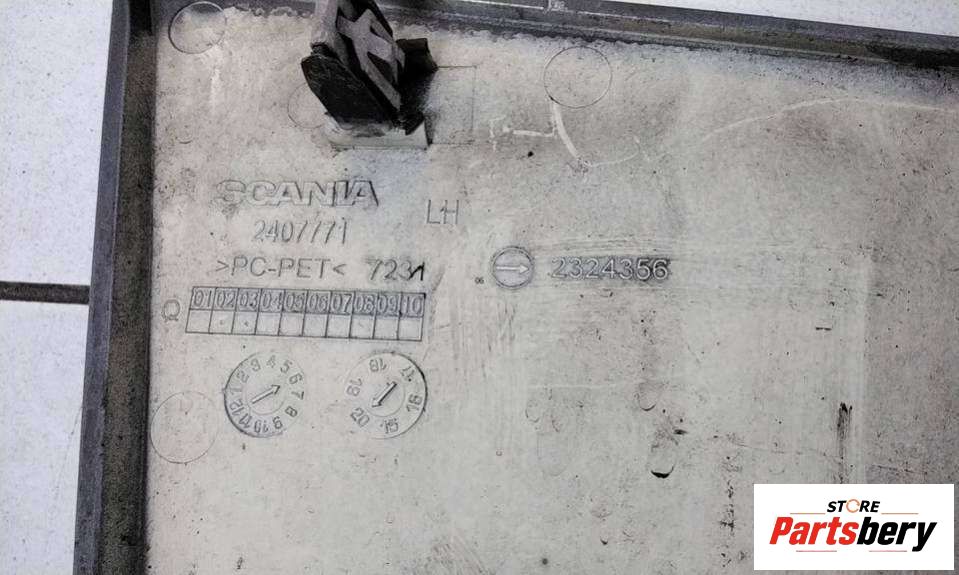 SCANIA
LH
2407771
>PC-PET< 7231
2324356
01 02 03 04 05 06 07 08 09 10
1 2 3 4 5 6 7 8 9 10 11 12
15 16 17 18 19 20
STORE
Partsbery